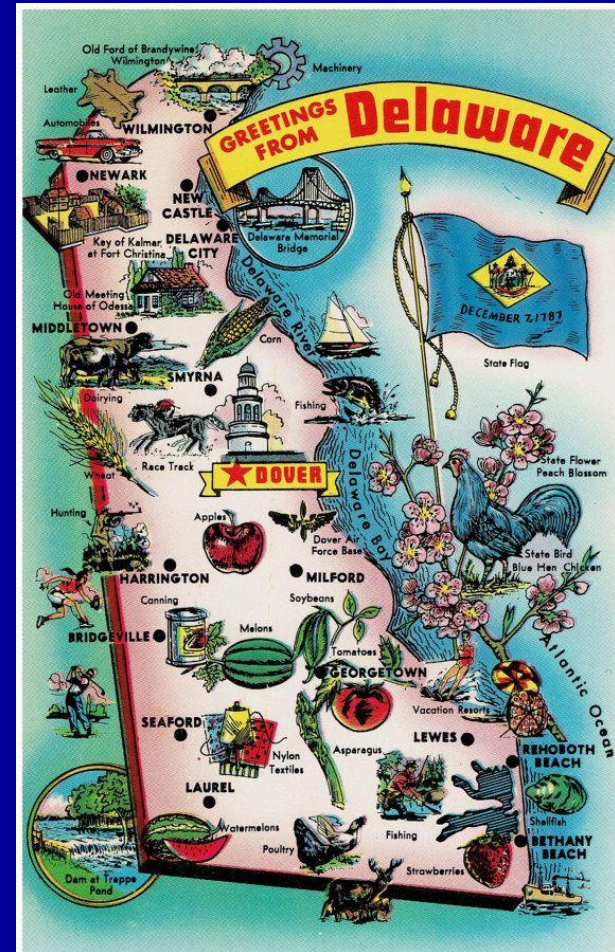 Old Ford of Brandywine
Wilmington
Machinery
Leather
Automobiles
WILMINGTON
GREETINGS
FROM
Delaware
NEWARK
NEW
CASTLE
Key of Kalmar
at Fort Christina
DELAWARE
CITY
Delaware Memorial
Bridge
Delaware River
DECEMBER 7, 1787
State Flag
Old Meeting
House of Odessa
MIDDLETOWN
Corn
Dairying
SMYRNA
Fishing
Race Track
Wheat
DOVER
Delaware Bay
State Flower
Peach Blossom
Hunting
Apples
Dover Air
Force Base
State Bird
Blue Hen Chicken
HARRINGTON
MILFORD
Canning
Soybeans
BRIDGEVILLE
Melons
Tomatoes
GEORGETOWN
Atlantic Ocean
Vacation Resorts
SEAFORD
Nylon
Textiles
Asparagus
LEWES
REHOBOTH
BEACH
LAUREL
Watermelons
Poultry
Fishing
Shellfish
BETHANY
BEACH
Strawberries
Dam at Trappe
Pond